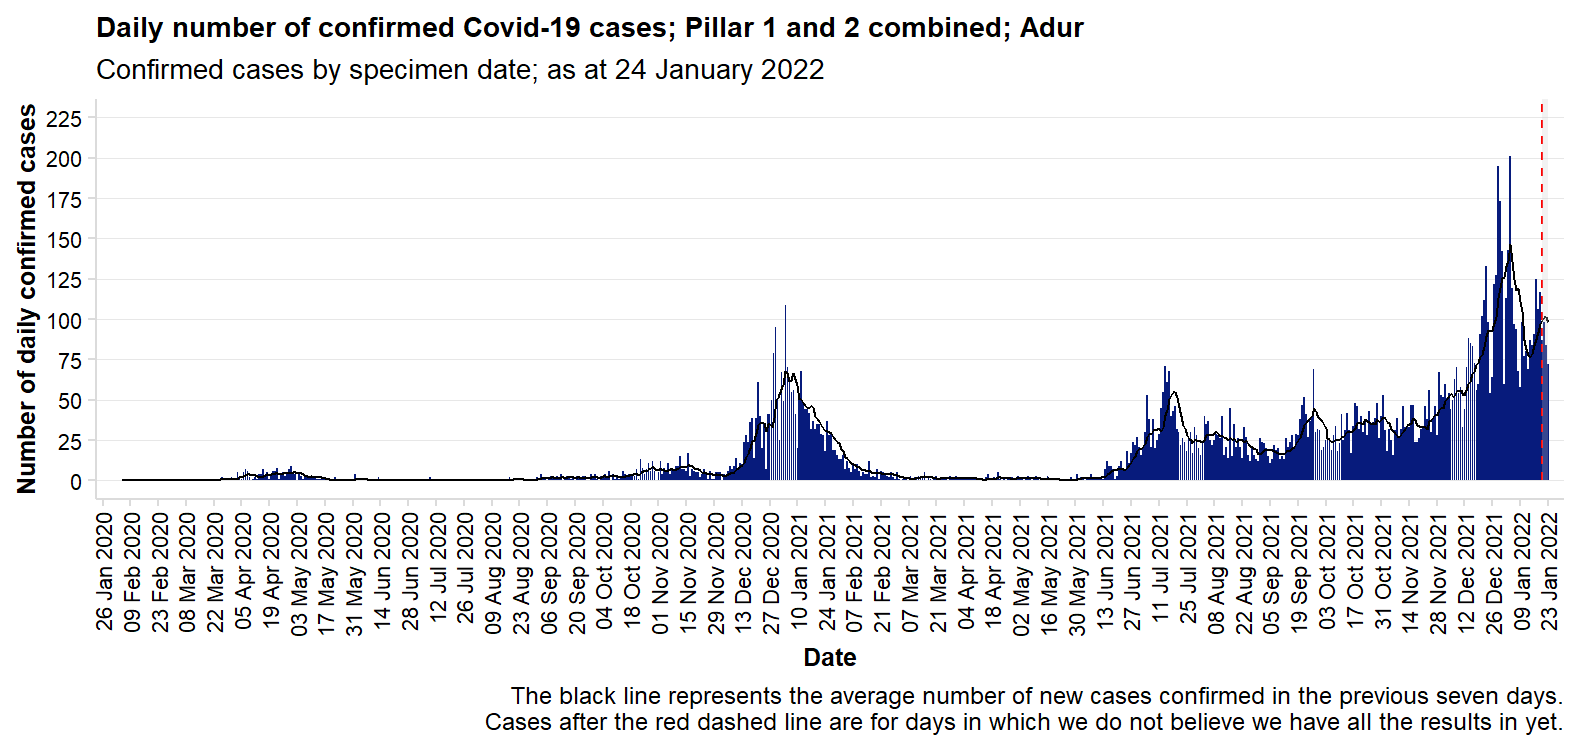 Daily number of confirmed Covid-19 cases; Pillar 1 and 2 combined; Adur
Confirmed cases by specimen date; as at 24 January 2022
Number of daily confirmed cases
225
200
175
150
125
100
75
50
25
0
26 Jan 2020
09 Feb 2020
23 Feb 2020
08 Mar 2020
22 Mar 2020
05 Apr 2020
19 Apr 2020
03 May 2020
17 May 2020
31 May 2020
14 Jun 2020
28 Jun 2020
12 Jul 2020
26 Jul 2020
09 Aug 2020
23 Aug 2020
06 Sep 2020
20 Sep 2020
04 Oct 2020
18 Oct 2020
01 Nov 2020
15 Nov 2020
29 Nov 2020
13 Dec 2020
27 Dec 2020
10 Jan 2021
24 Jan 2021
07 Feb 2021
21 Feb 2021
07 Mar 2021
21 Mar 2021
04 Apr 2021
18 Apr 2021
02 May 2021
16 May 2021
30 May 2021
13 Jun 2021
27 Jun 2021
11 Jul 2021
25 Jul 2021
08 Aug 2021
22 Aug 2021
05 Sep 2021
19 Sep 2021
03 Oct 2021
17 Oct 2021
31 Oct 2021
14 Nov 2021
28 Nov 2021
12 Dec 2021
26 Dec 2021
09 Jan 2022
23 Jan 2022
Date
The black line represents the average number of new cases confirmed in the previous seven days.
Cases after the red dashed line are for days in which we do not believe we have all the results in yet.